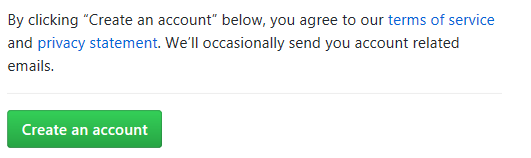 By clicking “Create an account” below, you agree to our terms of service
and privacy statement. We’ll occasionally send you account related
emails.
Create an account